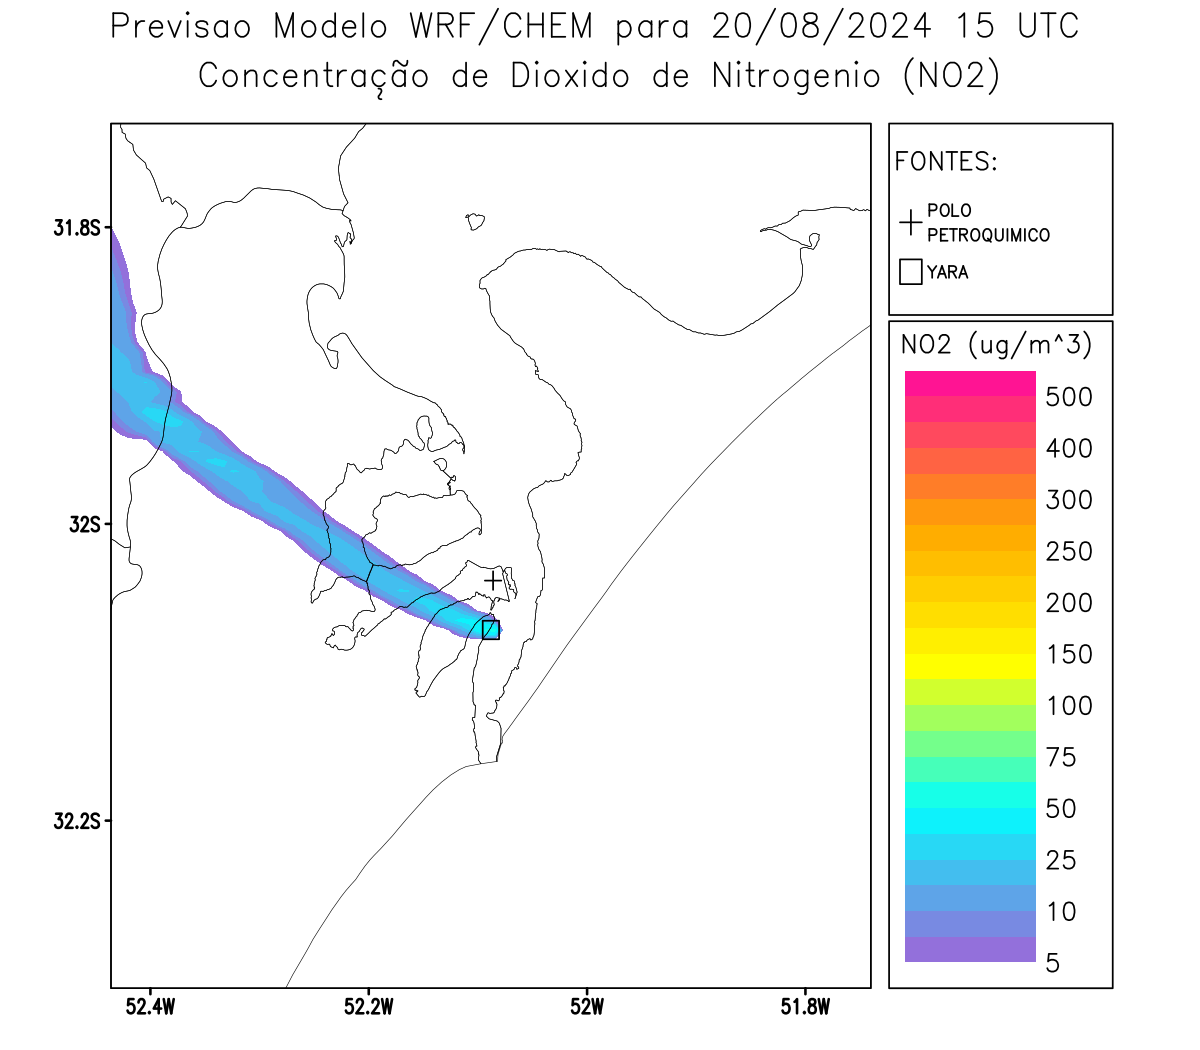 Previsao Modelo WRF/CHEM para 20/08/2024 15 UTC
Concentração de Dioxido de Nitrogenio (NO2)
FONTES:
POLO
PETROQUIMICO
YARA
31.8S
32S
32.2S
52.4W
52.2W
52W
51.8W
NO2 (ug/m^3)
500
400
300
250
200
150
100
75
50
25
10
5